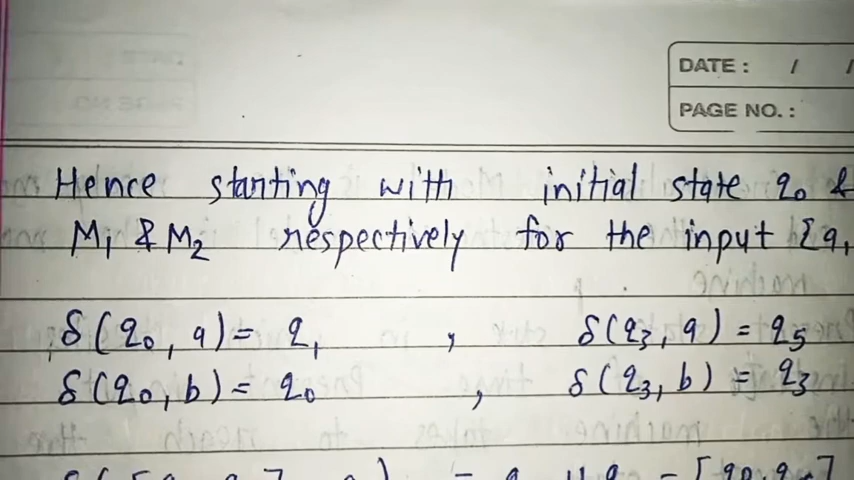 DATE : / /
PAGE NO. :
Hence starting with initial state q₀ &
M₁ & M₂ respectively for the input {a,
δ(q₀, a) = q₁ , δ(q₃, a) = q₅
δ(q₀, b) = q₀ , δ(q₃, b) = q₃